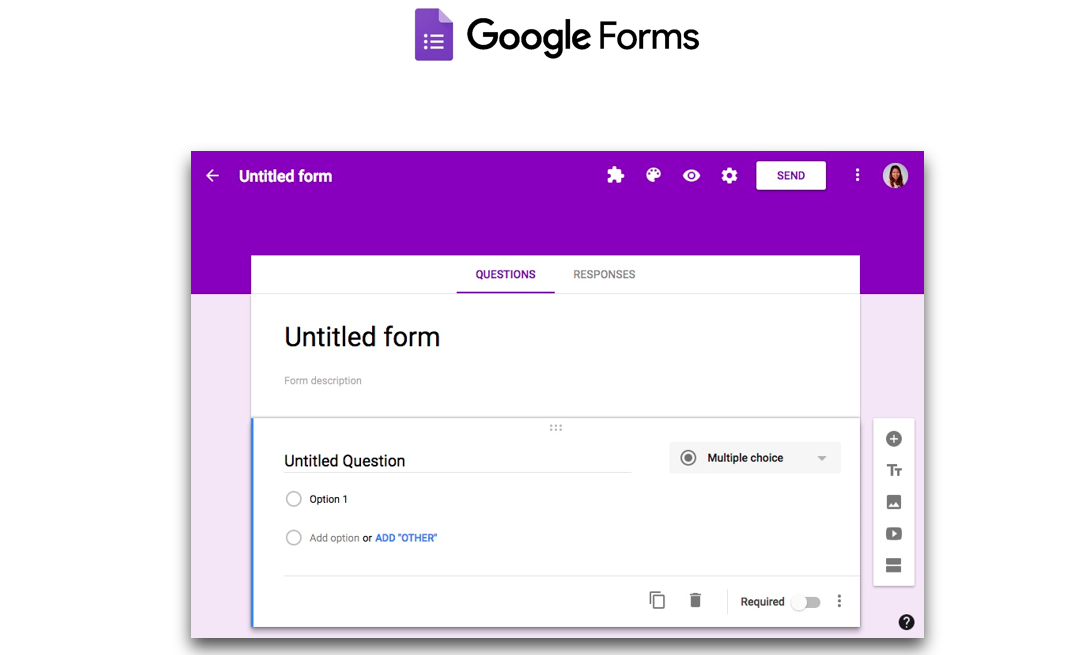 Google Forms
Untitled form
SEND
QUESTIONS
RESPONSES
Untitled form
Form description
Untitled Question
Multiple choice
Option 1
Add option or ADD "OTHER"
Required